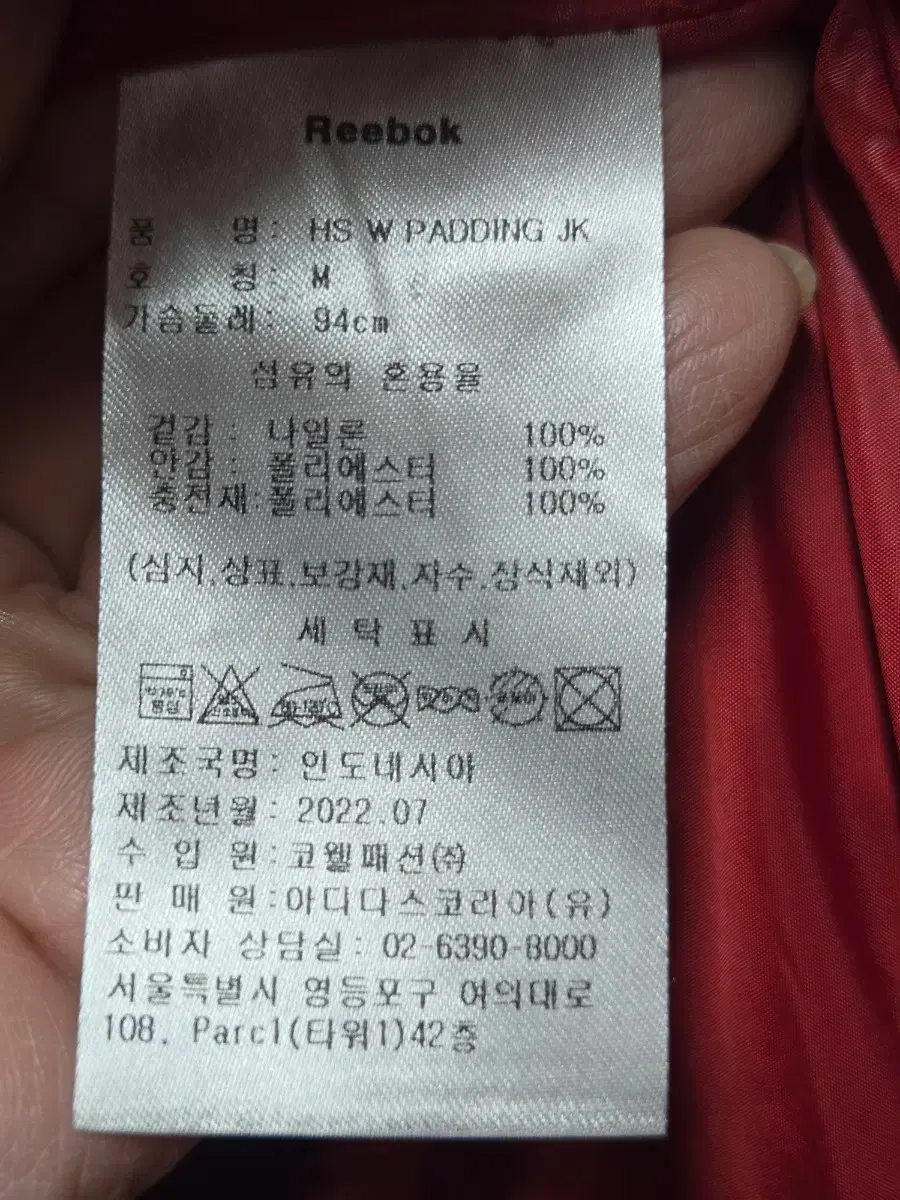 Reebok
품 명: HS W PADDING JK
호 칭: M
가슴둘레: 94cm
섬유의 혼용율
겉감 : 나일론 100%
안감 : 폴리에스터 100%
충전재:폴리에스터 100%
(심지,상표,보강재,자수,장식제외)
세 탁 표 시
제조국명: 인도네시아
제조년월: 2022.07
수 입 원:코웰패션㈜
판 매 원:아디다스코리아(유)
소비자 상담실: 02-6390-8000
서울특별시 영등포구 여의대로
108, Parc1(타워1)42층